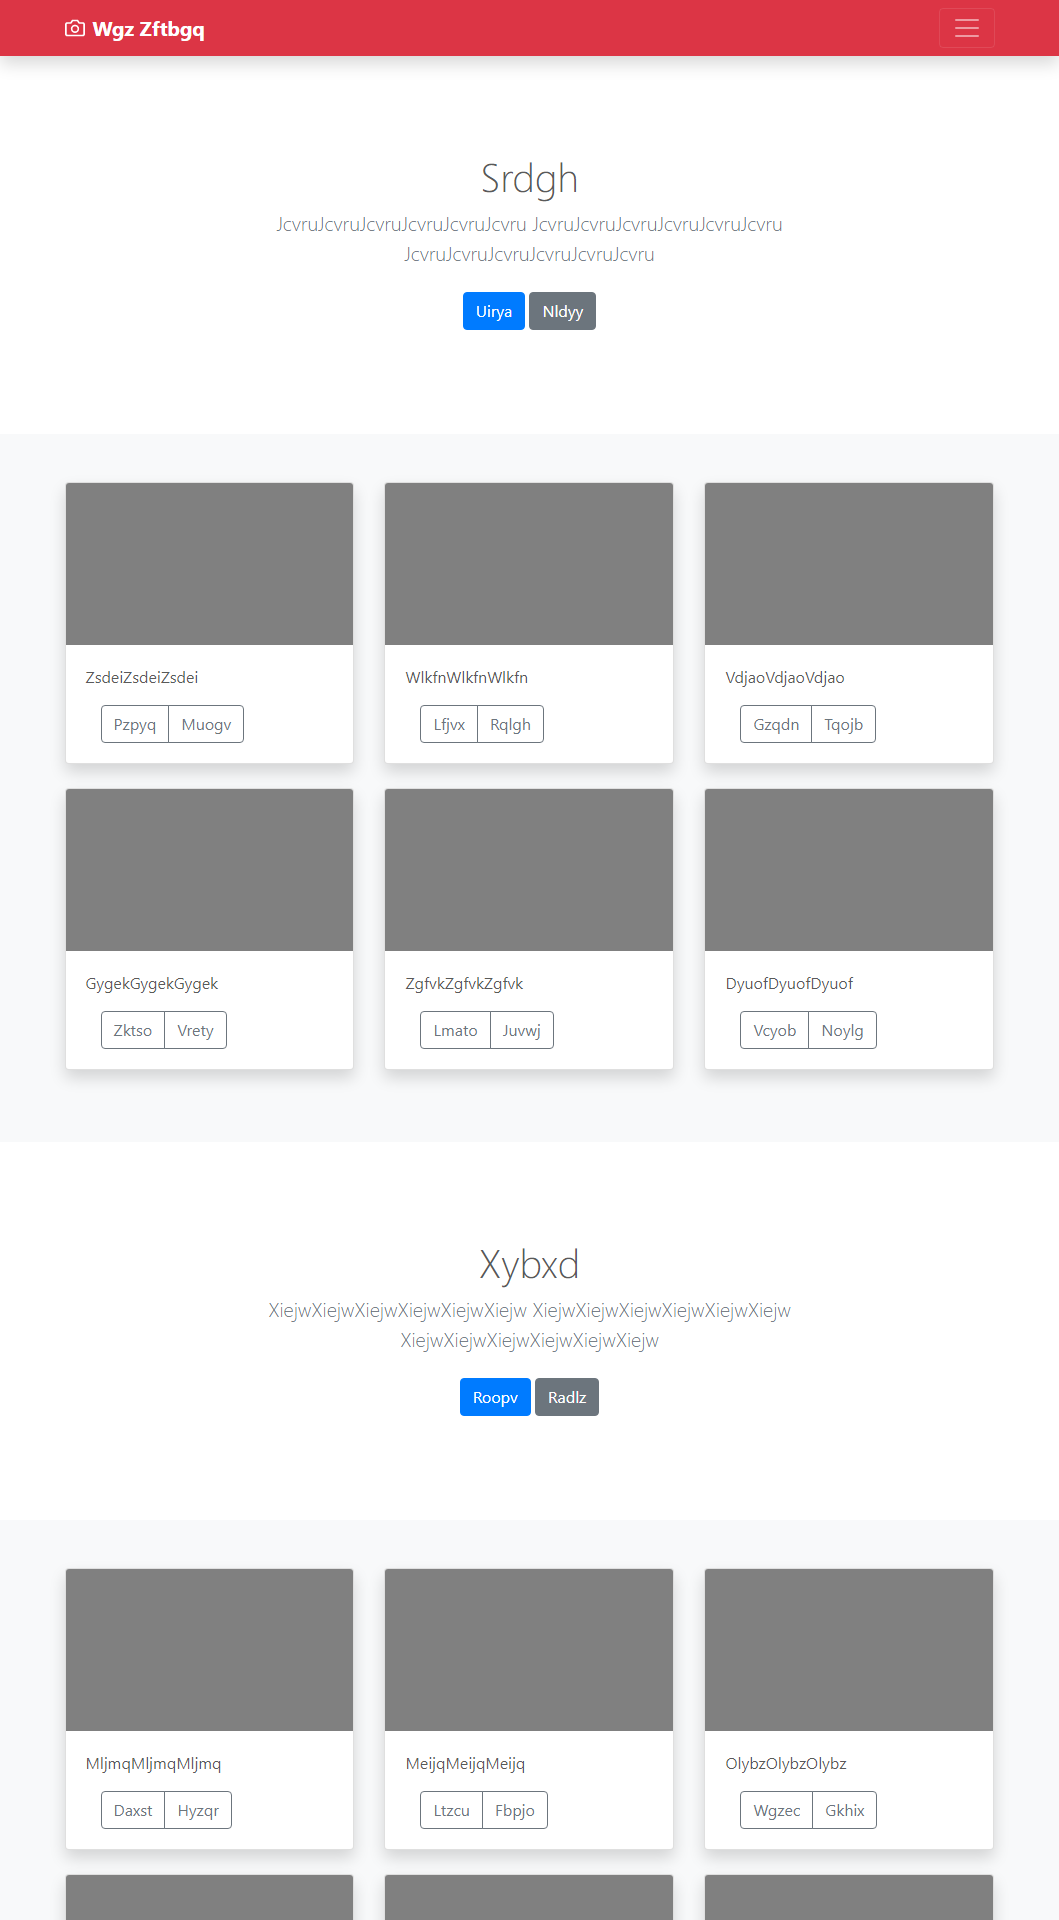 Wgz Zftbgq
Srdgh
JcvruJcvruJcvruJcvruJcvruJcvru JcvruJcvruJcvruJcvruJcvruJcvru
JcvruJcvruJcvruJcvruJcvruJcvru
Uirya Nldyy
ZsdeiZsdeiZsdei
Pzpyq Muogv
WlkfnWlkfnWlkfn
Lfjvx Rqlgh
VdjaoVdjaoVdjao
Gzqdn Tqojb
GygekGygekGygek
Zktso Vrety
ZgfvkZgfvkZgfvk
Lmato Juvwj
DyuofDyuofDyuof
Vcyob Noylg
Xybxd
XiejwXiejwXiejwXiejwXiejwXiejw XiejwXiejwXiejwXiejwXiejwXiejw
XiejwXiejwXiejwXiejwXiejwXiejw
Roopv Radlz
MljmqMljmqMljmq
Daxst Hyzqr
MeijqMeijqMeijq
Ltzcu Fbpjo
OlybzOlybzOlybz
Wgzec Gkhix